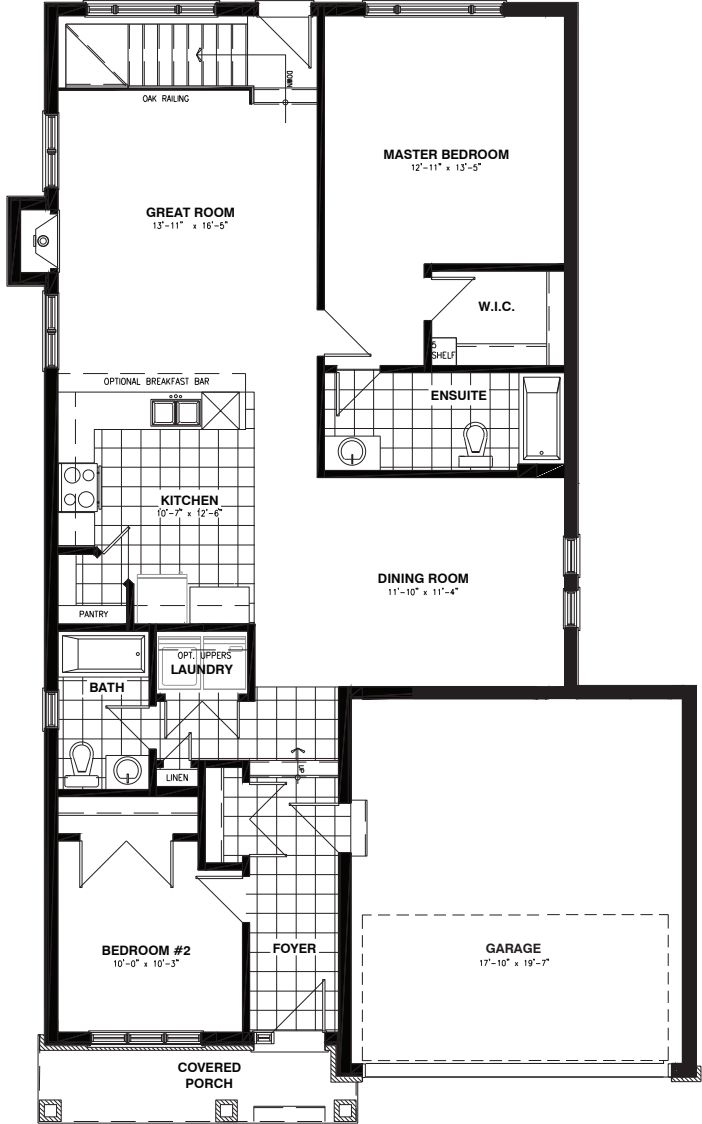 DOWN
OAK RAILING
MASTER BEDROOM
12'-11" x 13'-5"
GREAT ROOM
13'-11" x 16'-5"
W.I.C.
5
SHELF
OPTIONAL BREAKFAST BAR
ENSUITE
KITCHEN
10'-7" x 12'-6"
DINING ROOM
11'-10" x 11'-4"
PANTRY
OPT. UPPERS
LAUNDRY
BATH
LINEN
UP
BEDROOM #2
10'-0" x 10'-3"
FOYER
GARAGE
17'-10" x 19'-7"
COVERED
PORCH